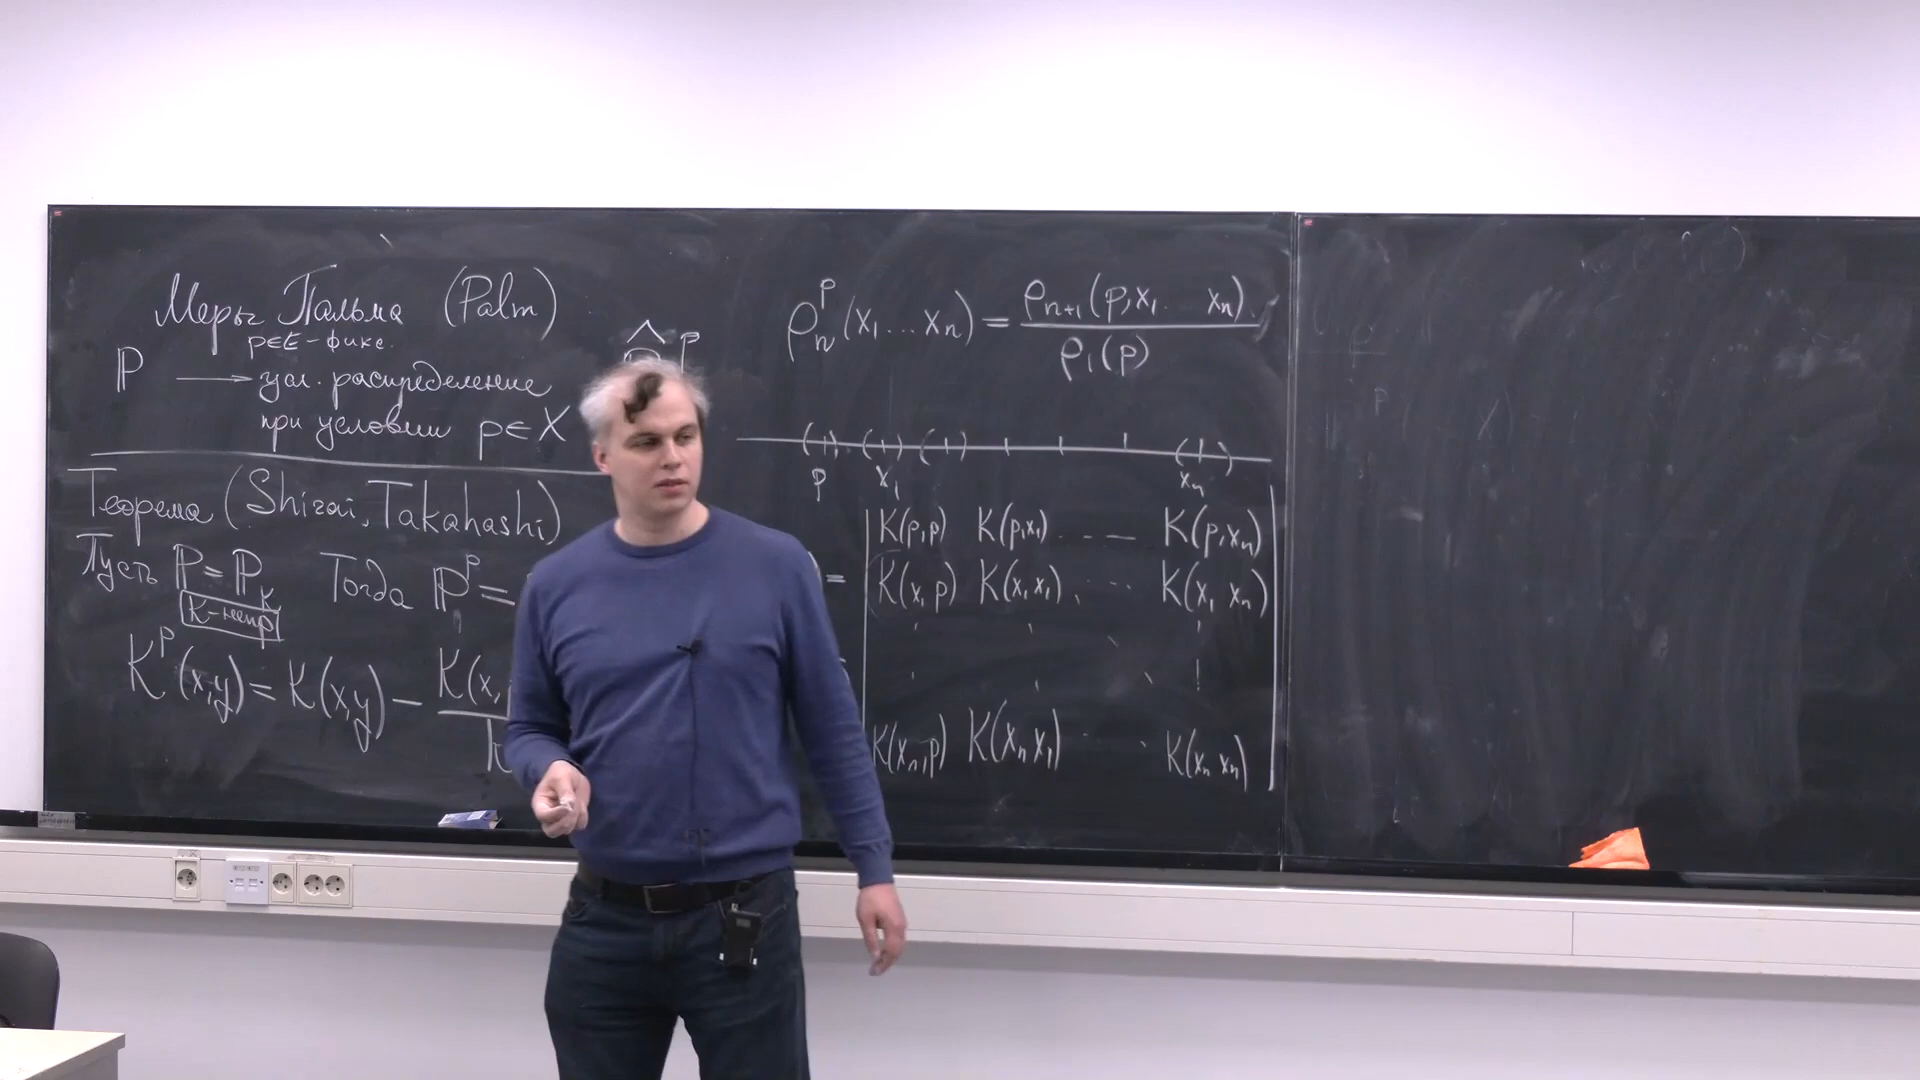 Меры Пальма (Palm)
p∈E - фикс.
ℙ ⟶ усл. распределение
при условии p∈X
Теорема (Shirai, Takahashi)
Пусть ℙ = ℙ_K Тогда ℙ^p =
K-непр
K^p(x,y) = K(x,y) − K(x,
ρ_n^p(x_1 ... x_n) = ρ_{n+1}(p, x_1 ... x_n) / ρ_1(p)
p x_1 x_n
K(p,p) K(p,x_1) ... K(p,x_n)
= K(x_1 p) K(x_1 x_1) ... K(x_1 x_n)
K(x_n,p) K(x_n x_1) ... K(x_n x_n)